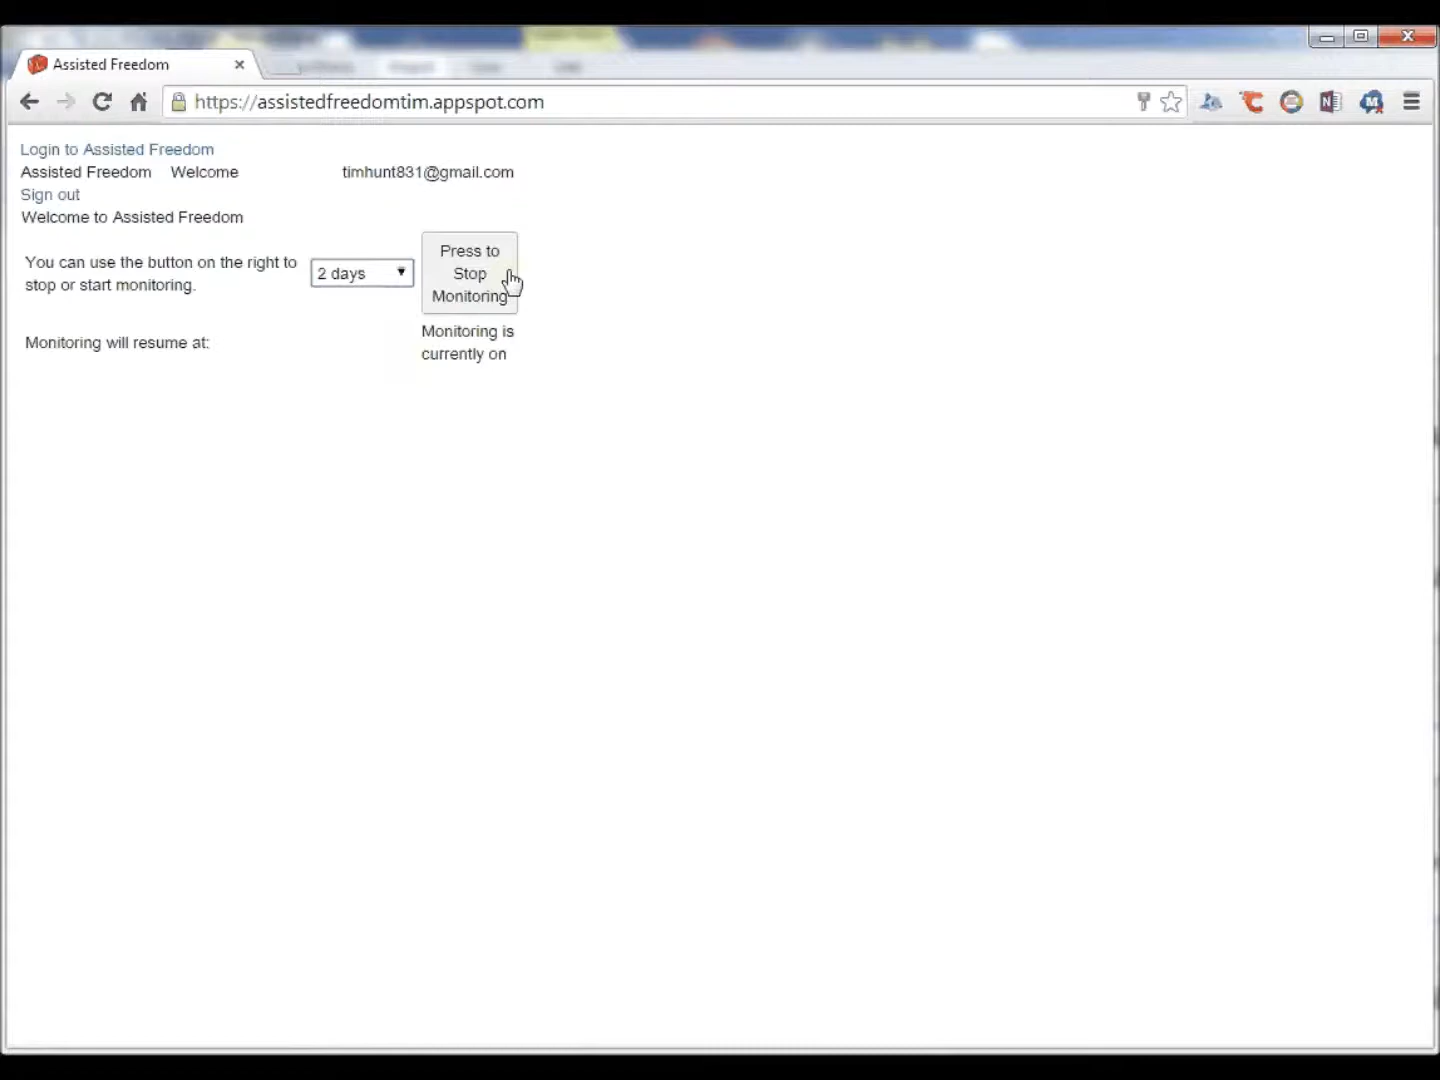 Assisted Freedom
https://assistedfreedomtim.appspot.com
Login to Assisted Freedom
Assisted Freedom Welcome timhunt831@gmail.com
Sign out
Welcome to Assisted Freedom
You can use the button on the right to
stop or start monitoring.
2 days
Press to
Stop
Monitoring
Monitoring will resume at:
Monitoring is
currently on